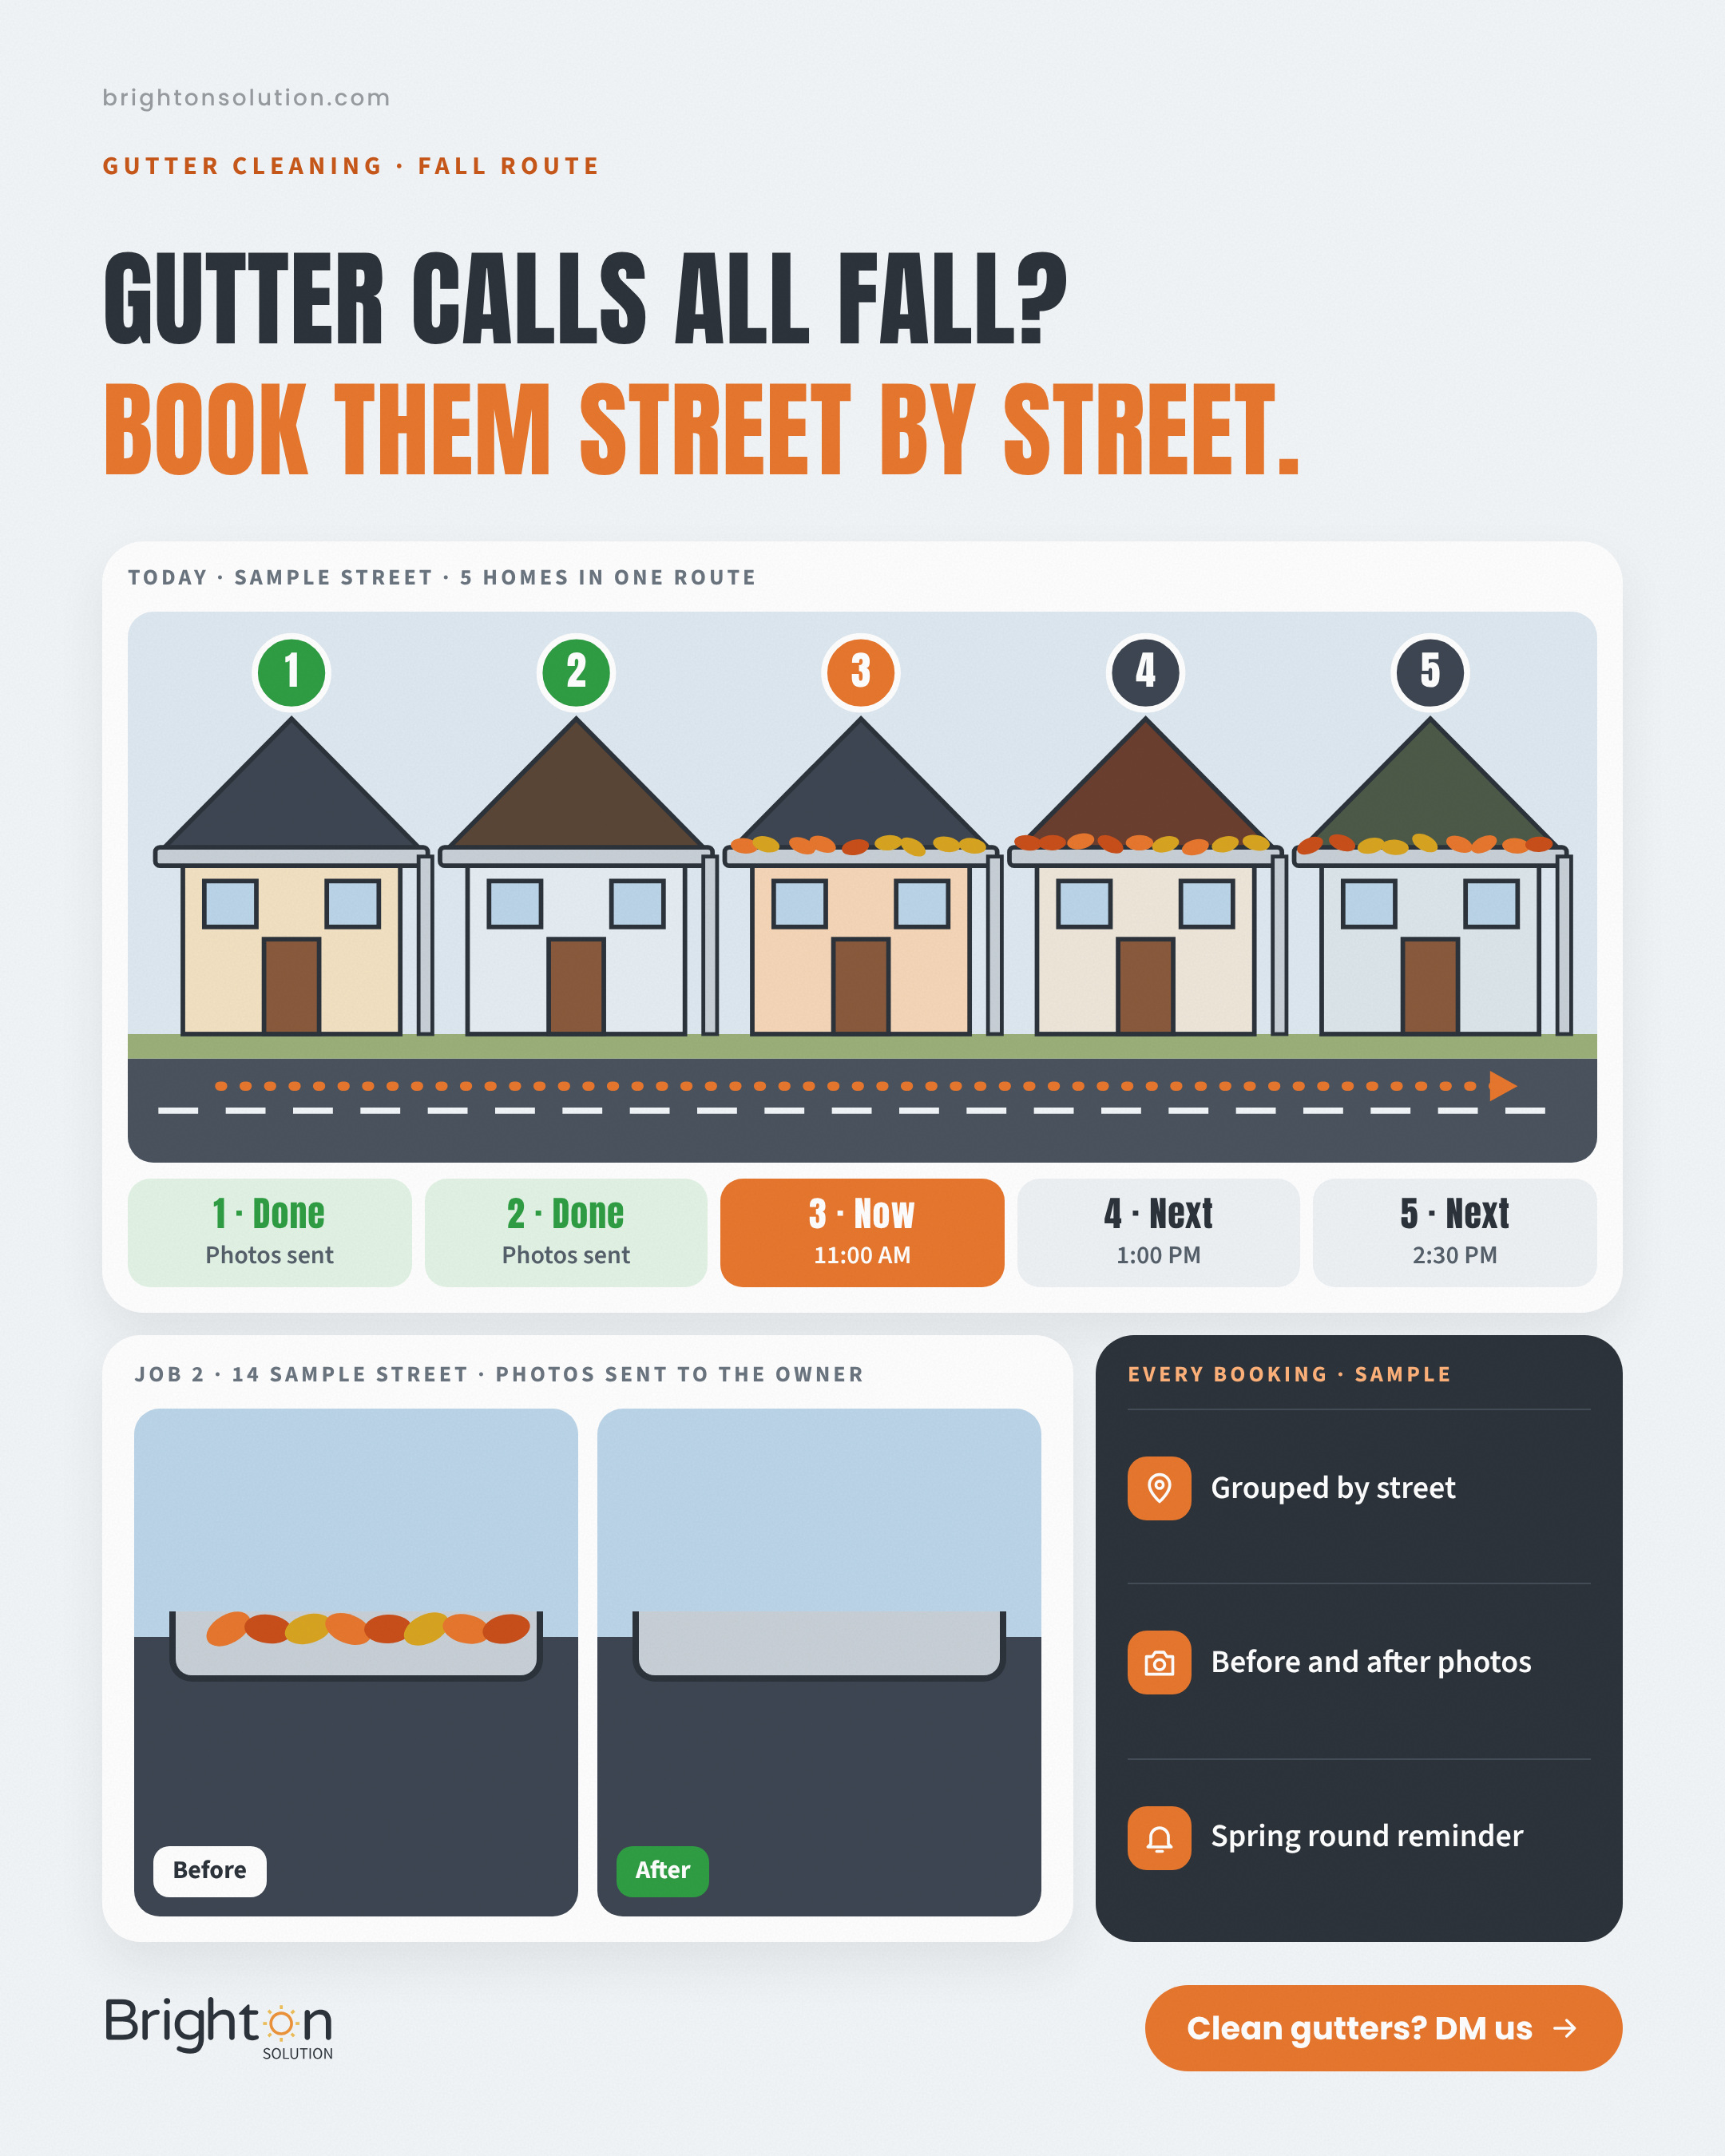 brightonsolution.com
GUTTER CLEANING · FALL ROUTE
GUTTER CALLS ALL FALL?
BOOK THEM STREET BY STREET.
TODAY · SAMPLE STREET · 5 HOMES IN ONE ROUTE
1 2 3 4 5
1 · Done 2 · Done 3 · Now 4 · Next 5 · Next
Photos sent Photos sent 11:00 AM 1:00 PM 2:30 PM
JOB 2 · 14 SAMPLE STREET · PHOTOS SENT TO THE OWNER
Before
After
EVERY BOOKING · SAMPLE
Grouped by street
Before and after photos
Spring round reminder
Brighton
SOLUTION
Clean gutters? DM us →